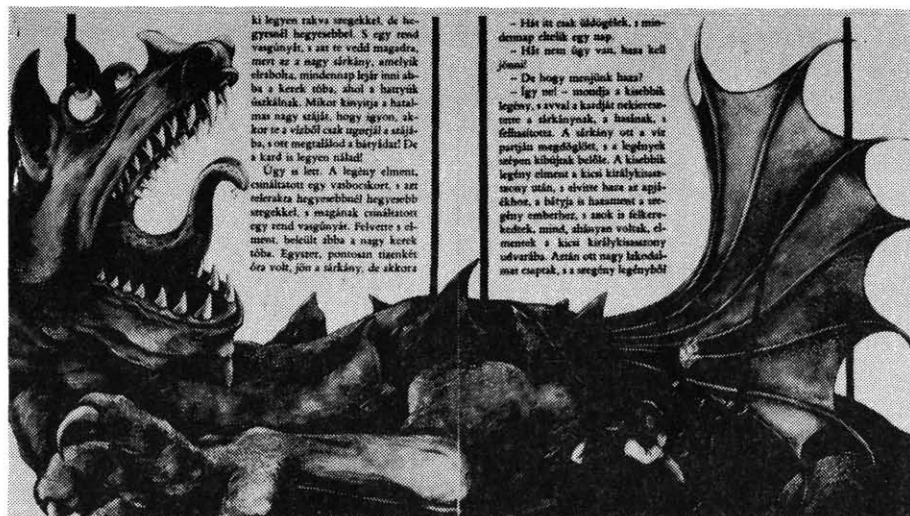 ki legyen rakva szegekkel, de he-
gyesnél hegyesebbel. S egy rend
vasgúnyát, s azt te vedd magadra,
mert az a nagy sárkány, amelyik
elrabolta, mindennap lejár inni ab-
ba a kerek tóba, ahol a hattyúk
úszkálnak. Mikor kinyitja a hatal-
mas nagy száját, hogy igyon, ak-
kor te a vízből csak ugorjál a szájá-
ba, s ott megtalálod a bátyádat! De
a kard is legyen nálad!
Úgy is lett. A legény elment,
csináltatott egy vasbocskort, s azt
telerakta hegyesebbnél hegyesebb
szegekkel, s magának csináltatott
egy rend vasgúnyát. Felvette s el-
ment, beleült abba a nagy kerek
tóba. Egyszer, pontosan tizenkét
óra volt, jön a sárkány, de akkora
– Hát itt csak üldögélek, s min-
dennap eltelik egy nap.
– Hát nem úgy van, haza kell
jönni!
– De hogy menjünk haza?
– Így ne! – mondja a kisebbik
legény, s avval a kardját nekieresz-
tette a sárkánynak, a hasának, s
felhasította. A sárkány ott a víz
partján megdöglött, s a legények
szépen kibújnak belőle. A kisebbik
legény elment a kicsi királykisasz-
szony után, s elvitte haza az apjá-
ékhoz, a bátyja is hazament a sze-
gény emberhez, s azok is felkere-
kedtek, mind, ahányan voltak, el-
mentek a kicsi királykisasszony
udvarába. Aztán ott nagy lakodal-
mat csaptak, s a szegény legényből